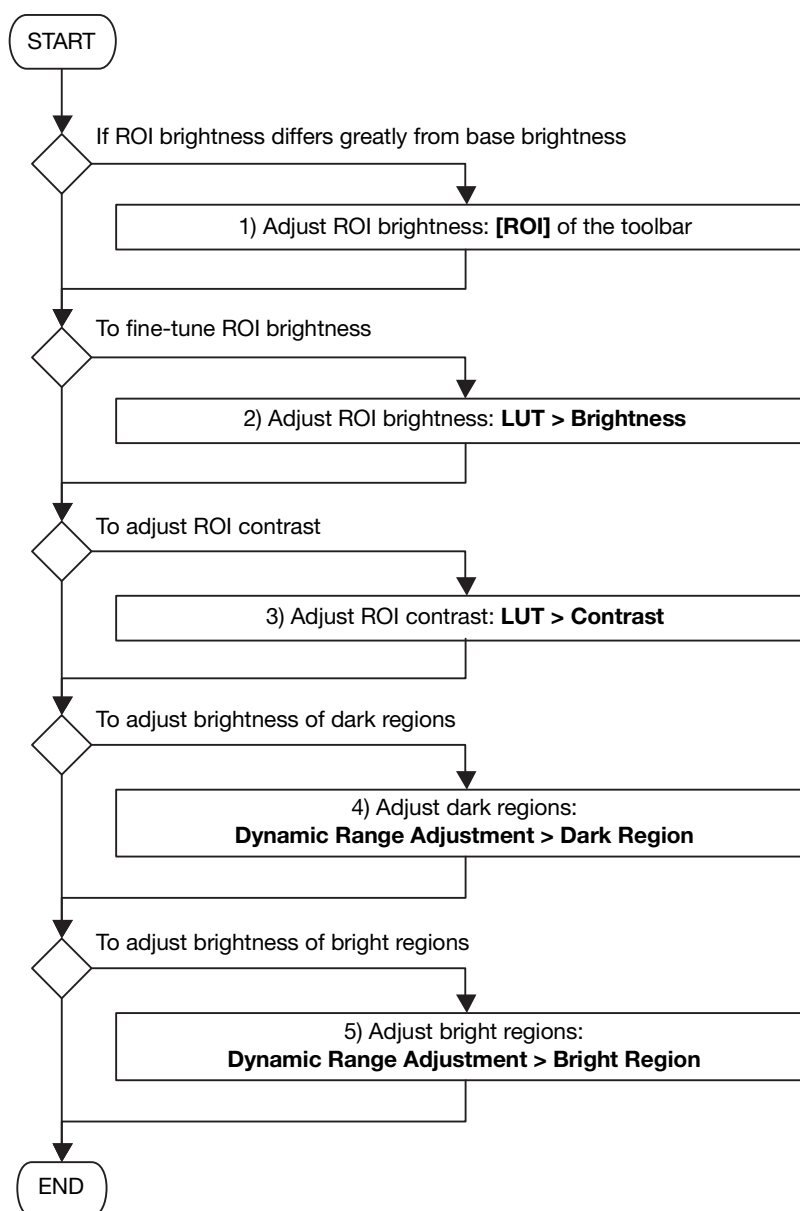 START
If ROI brightness differs greatly from base brightness
1) Adjust ROI brightness: [ROI] of the toolbar
To fine-tune ROI brightness
2) Adjust ROI brightness: LUT > Brightness
To adjust ROI contrast
3) Adjust ROI contrast: LUT > Contrast
To adjust brightness of dark regions
4) Adjust dark regions:
Dynamic Range Adjustment > Dark Region
To adjust brightness of bright regions
5) Adjust bright regions:
Dynamic Range Adjustment > Bright Region
END